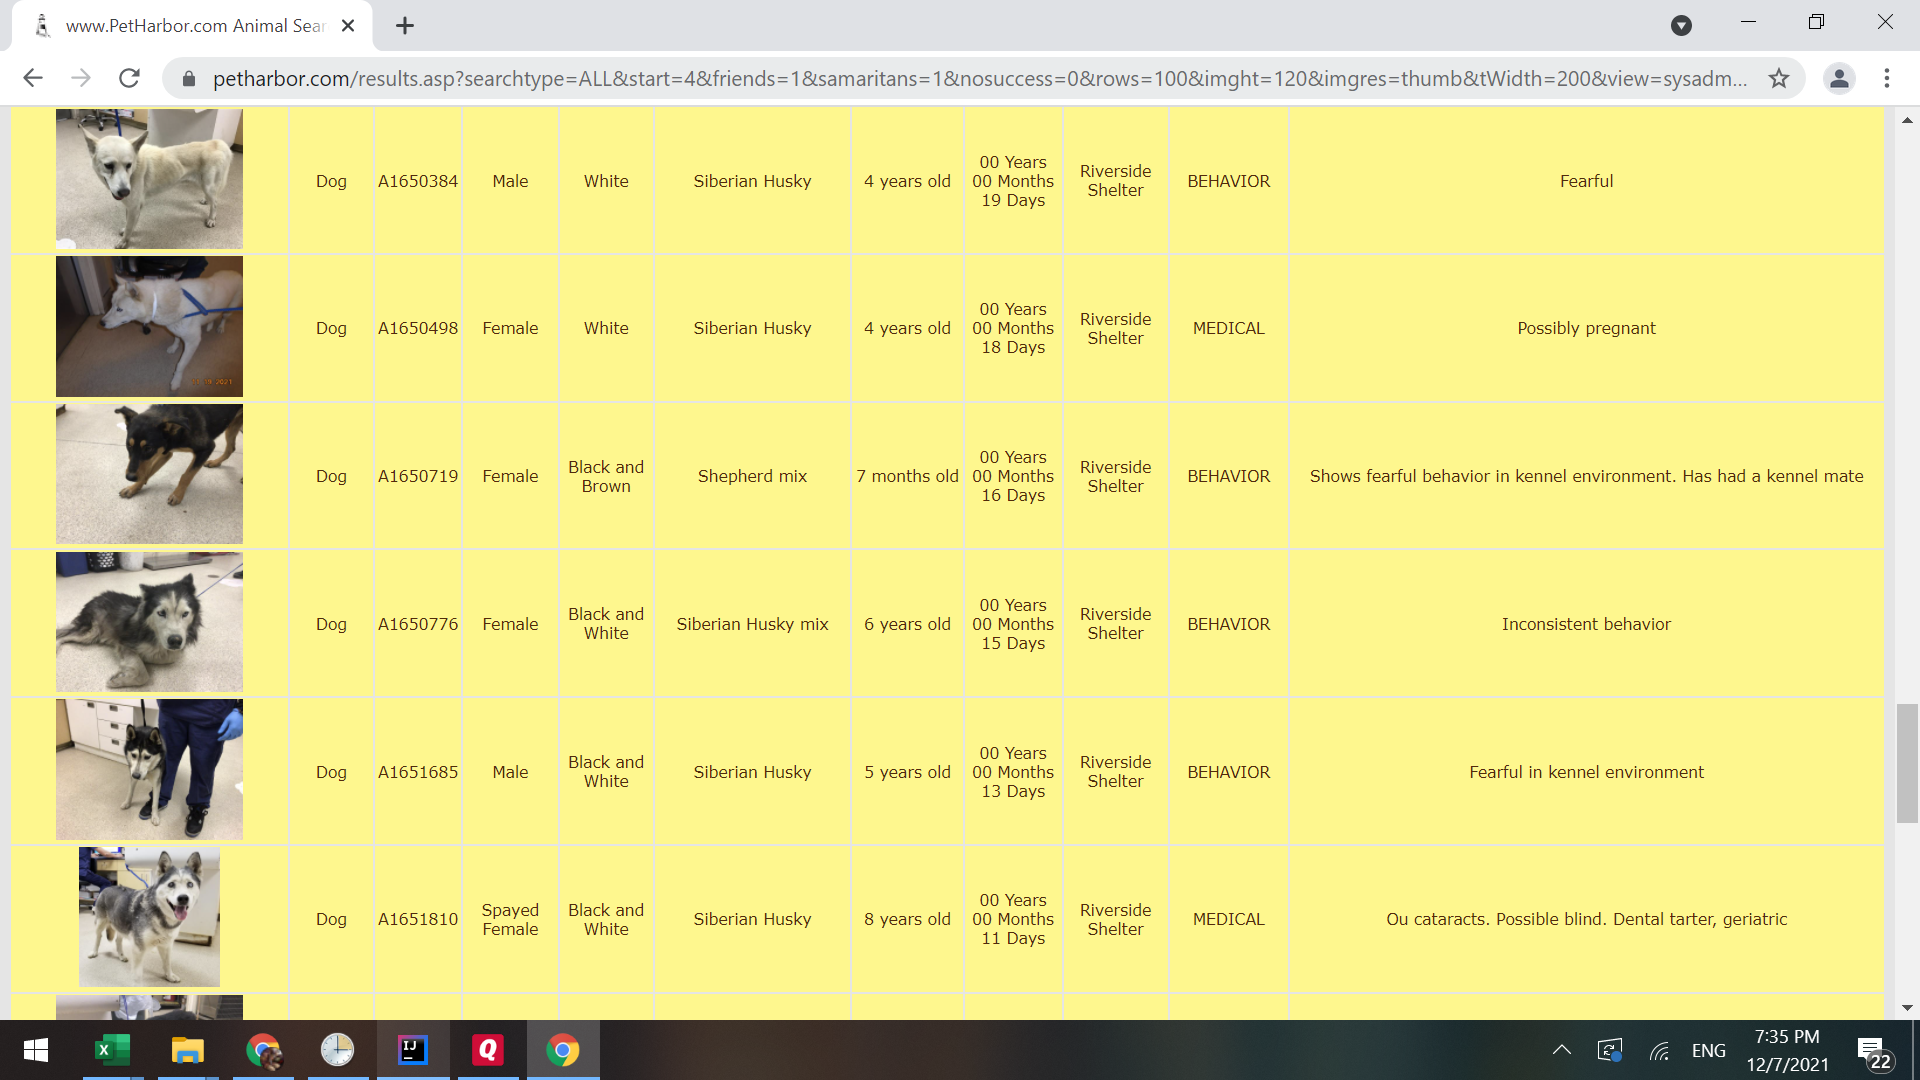 www.PetHarbor.com Animal Sear
petharbor.com/results.asp?searchtype=ALL&start=4&friends=1&samaritans=1&nosuccess=0&rows=100&imght=120&imgres=thumb&tWidth=200&view=sysadm...
Dog A1650384 Male White Siberian Husky 4 years old 00 Years 00 Months 19 Days Riverside Shelter BEHAVIOR Fearful
Dog A1650498 Female White Siberian Husky 4 years old 00 Years 00 Months 18 Days Riverside Shelter MEDICAL Possibly pregnant
Dog A1650719 Female Black and Brown Shepherd mix 7 months old 00 Years 00 Months 16 Days Riverside Shelter BEHAVIOR Shows fearful behavior in kennel environment. Has had a kennel mate
Dog A1650776 Female Black and White Siberian Husky mix 6 years old 00 Years 00 Months 15 Days Riverside Shelter BEHAVIOR Inconsistent behavior
Dog A1651685 Male Black and White Siberian Husky 5 years old 00 Years 00 Months 13 Days Riverside Shelter BEHAVIOR Fearful in kennel environment
Dog A1651810 Spayed Female Black and White Siberian Husky 8 years old 00 Years 00 Months 11 Days Riverside Shelter MEDICAL Ou cataracts. Possible blind. Dental tarter, geriatric
X
IJ
Q
ENG
7:35 PM
12/7/2021
22